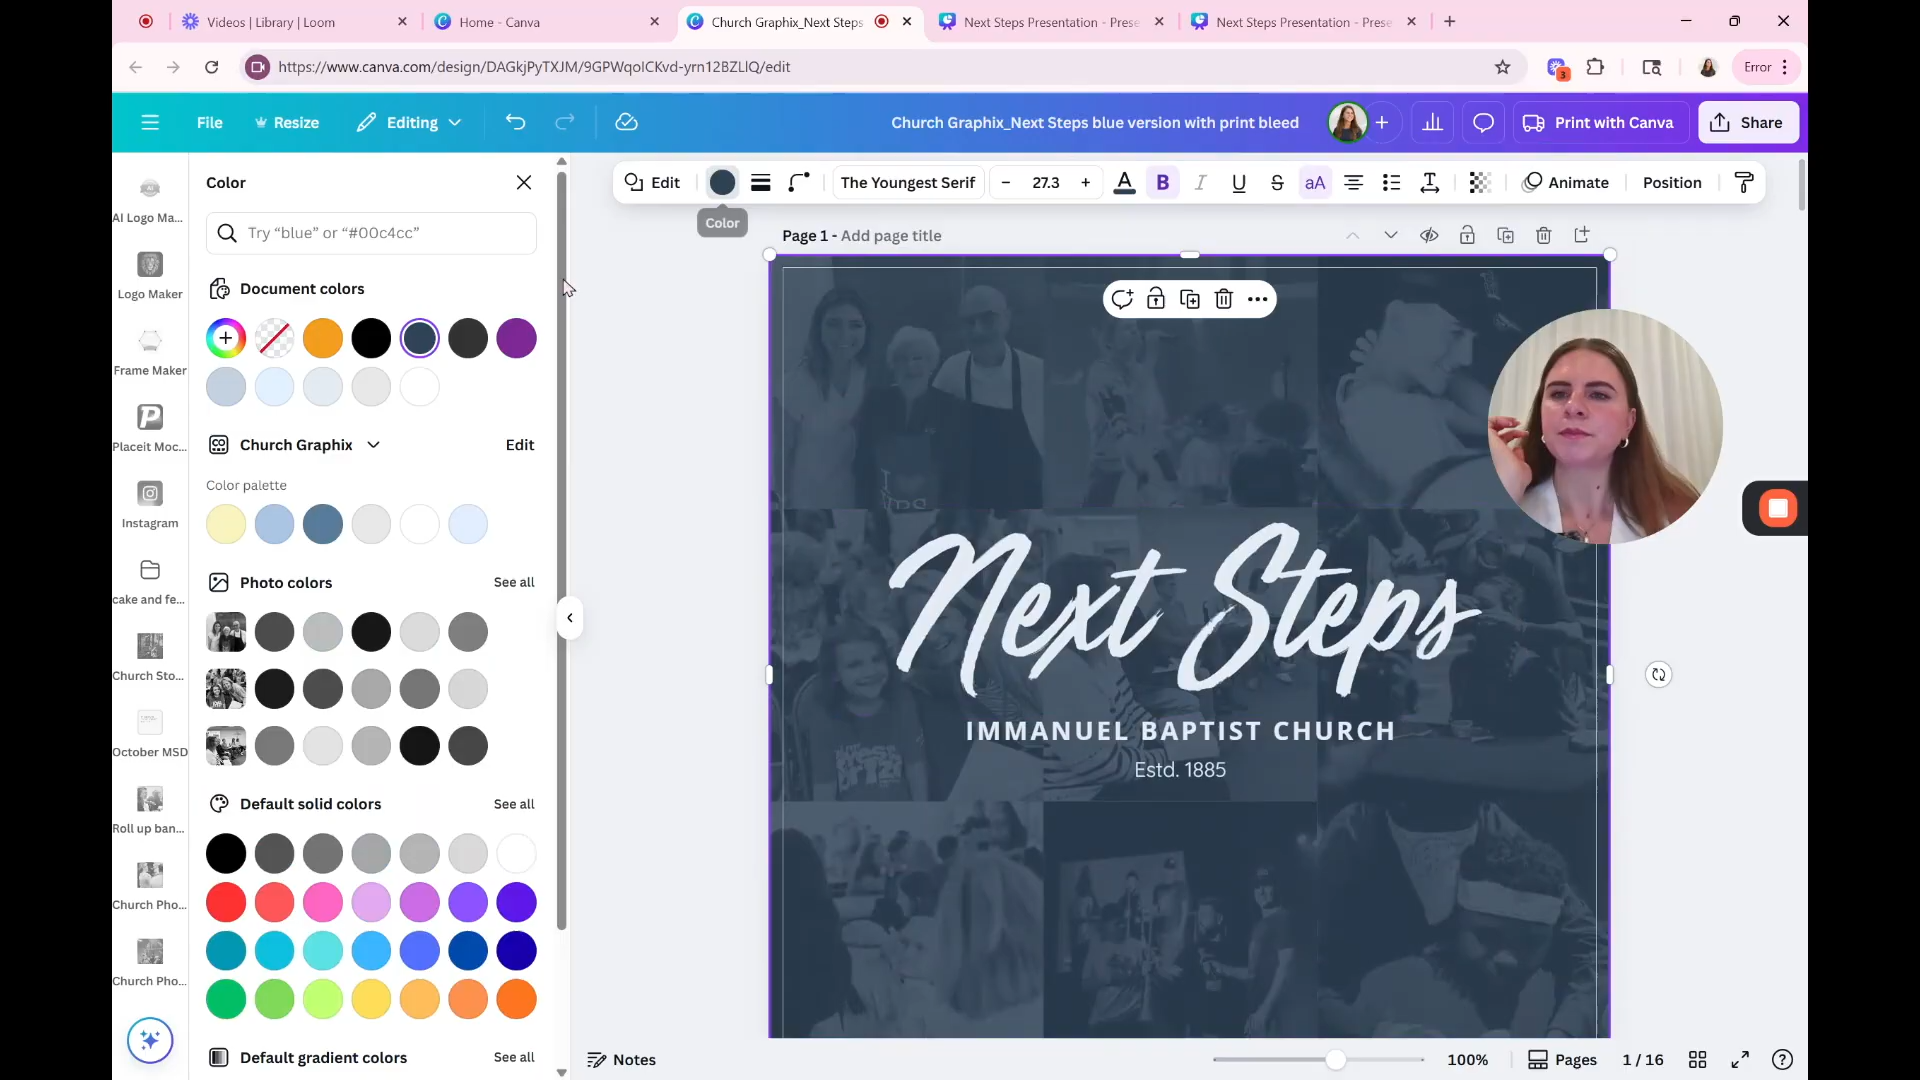 Videos | Library | Loom
Home - Canva
Church Graphix_Next Steps
Next Steps Presentation - Prese
Next Steps Presentation - Prese
https://www.canva.com/design/DAGkjPyTXJM/9GPWqoICKvd-yrn12BZLlQ/edit
3
Error
File
Resize
Editing
Church Graphix_Next Steps blue version with print bleed
Print with Canva
Share
AI Logo Ma...
Logo Maker
Frame Maker
Placeit Moc...
Instagram
cake and fe...
Church Sto...
October MSD
Roll up ban...
Church Pho...
Church Pho...
Color
Try “blue” or “#00c4cc”
Document colors
Church Graphix
Edit
Color palette
Photo colors
See all
Default solid colors
See all
Default gradient colors
See all
Edit
The Youngest Serif
– 27.3 +
A
B
I
U
S
aA
Animate
Position
Color
Page 1 - Add page title
Next Steps
IMMANUEL BAPTIST CHURCH
Estd. 1885
Notes
100%
Pages
1 / 16